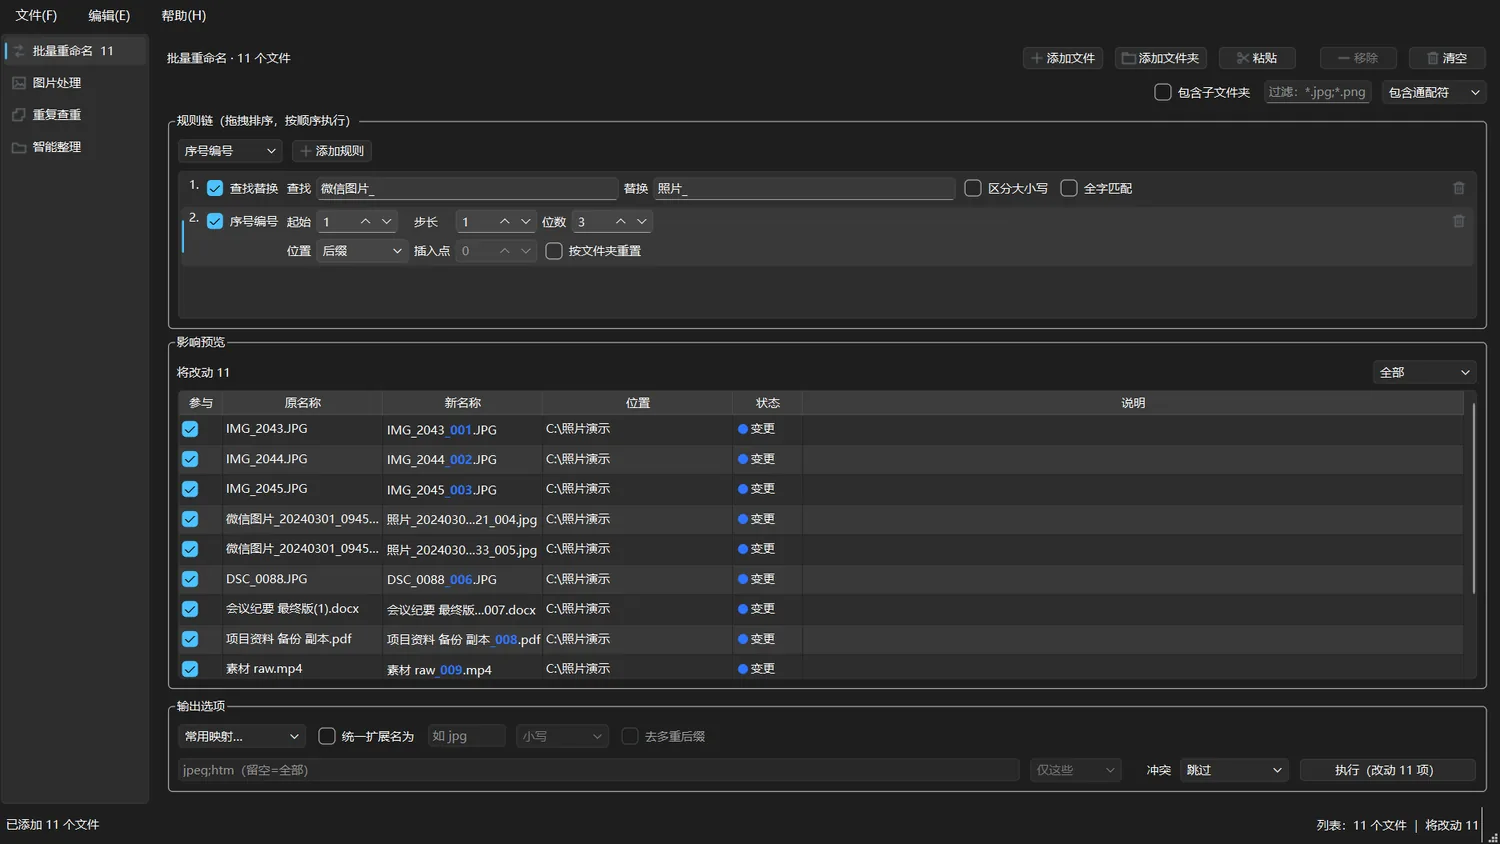 文件(F) 编辑(E) 帮助(H)
批量重命名 11
图片处理
重复查重
智能整理
批量重命名 · 11 个文件
添加文件 添加文件夹 粘贴 移除 清空
包含子文件夹 过滤: *.jpg;*.png 包含通配符
规则链 (拖拽排序，按顺序执行)
序号编号 添加规则
1. 查找替换 查找 微信图片_ 替换 照片_ 区分大小写 全字匹配
2. 序号编号 起始 1 步长 1 位数 3
位置 后缀 插入点 0 按文件夹重置
影响预览
将改动 11 全部
参与 原名称 新名称 位置 状态 说明
IMG_2043.JPG IMG_2043_001.JPG C:\照片演示 变更
IMG_2044.JPG IMG_2044_002.JPG C:\照片演示 变更
IMG_2045.JPG IMG_2045_003.JPG C:\照片演示 变更
微信图片_20240301_0945... 照片_2024030...21_004.jpg C:\照片演示 变更
微信图片_20240301_0945... 照片_2024030...33_005.jpg C:\照片演示 变更
DSC_0088.JPG DSC_0088_006.JPG C:\照片演示 变更
会议纪要 最终版(1).docx 会议纪要 最终版...007.docx C:\照片演示 变更
项目资料 备份 副本.pdf 项目资料 备份 副本_008.pdf C:\照片演示 变更
素材 raw.mp4 素材 raw_009.mp4 C:\照片演示 变更
输出选项
常用映射... 统一扩展名为 如 jpg 小写 去多重后缀
jpeg;htm (留空=全部) 仅这些 冲突 跳过 执行 (改动 11 项)
已添加 11 个文件 列表: 11 个文件 | 将改动 11